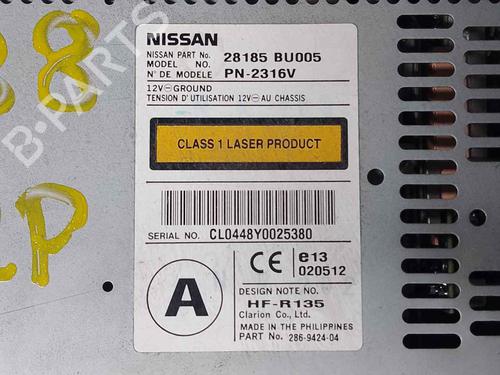 NISSAN
NISSAN PART No. 28185 BU005
MODEL NO.
N° DE MODELE PN-2316V
12V⎓GROUND
TENSION D'UTILISATION 12V⎓AU CHASSIS
CLASS 1 LASER PRODUCT
SERIAL NO. CL0448Y0025380
A
CE e13
020512
DESIGN NOTE NO.
HF-R135
Clarion Co., Ltd.
MADE IN THE PHILIPPINES
PART No. 286-9424-04
B-PARTS